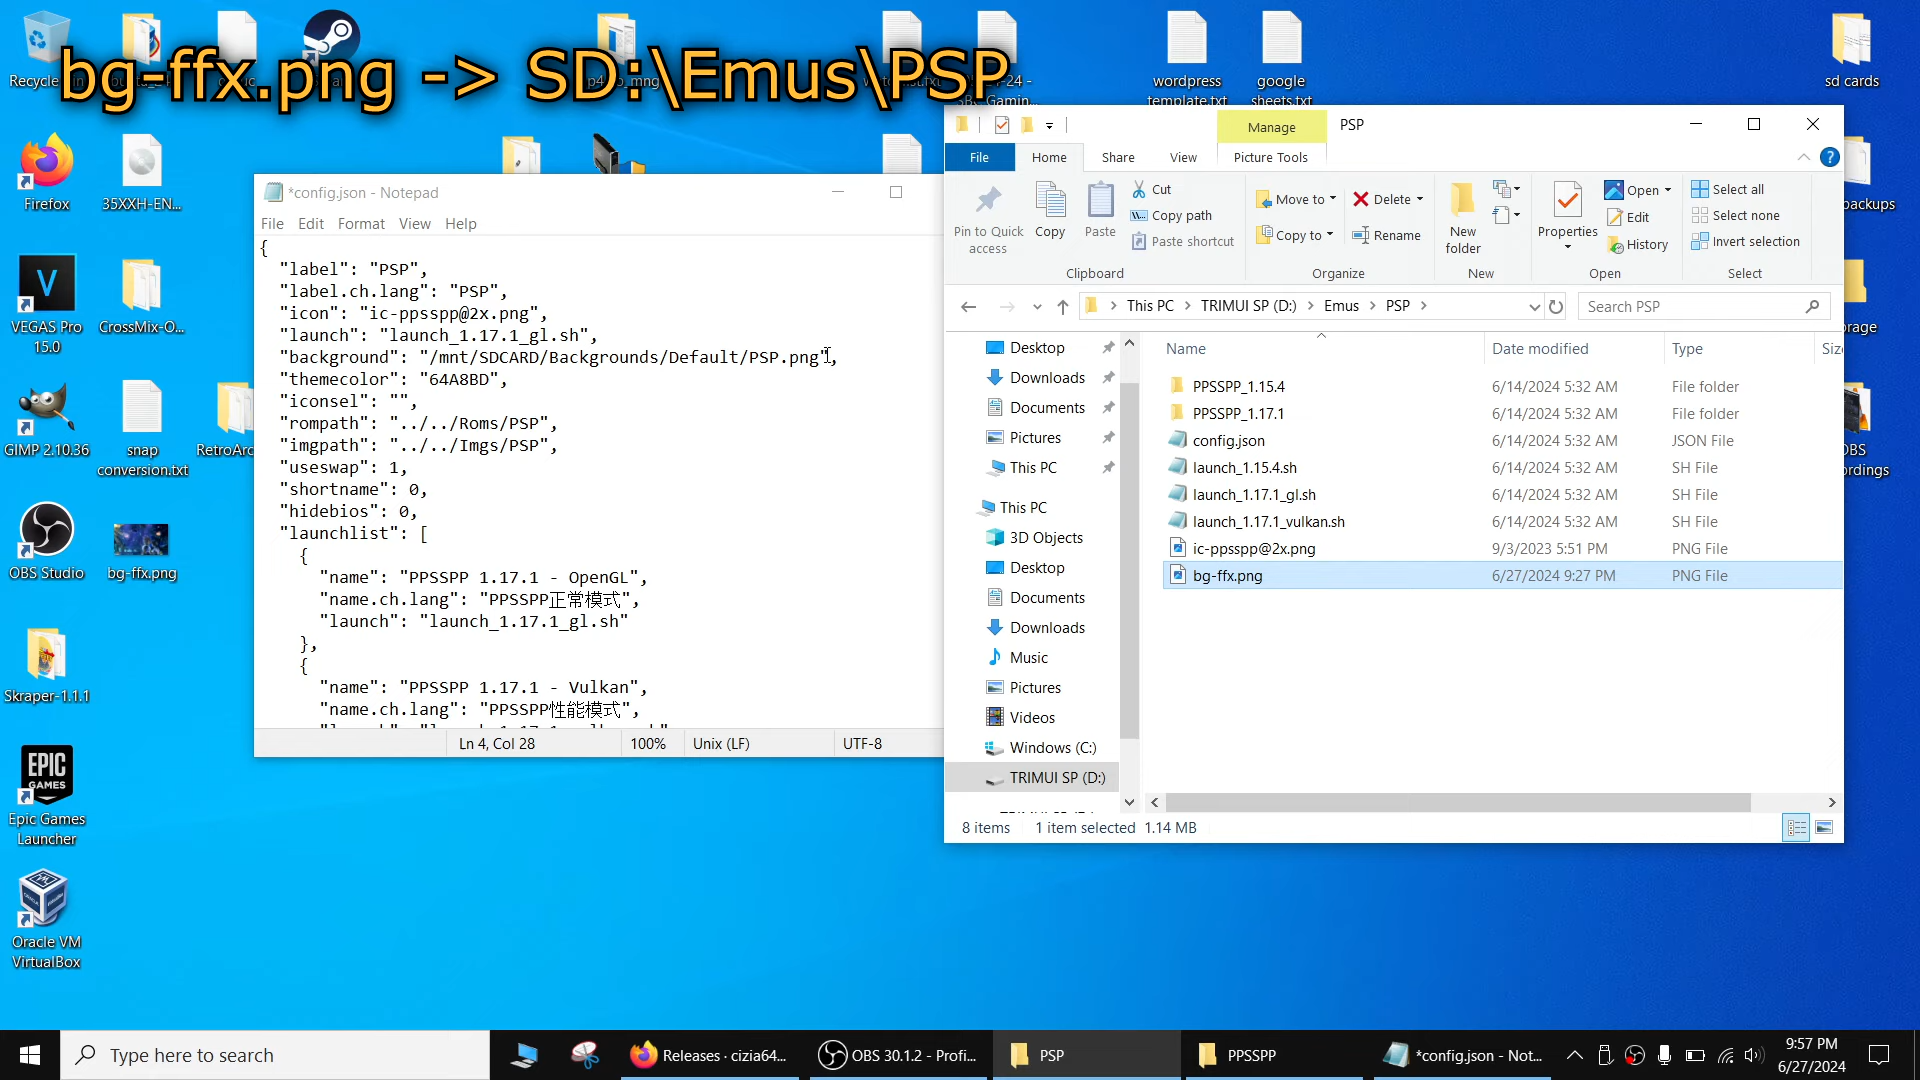 bg-ffx.png -> SD:\Emus\PSP
wordpress
template.txt
google
sheets.txt
sd cards
Firefox
35XXH-EN...
backups
VEGAS Pro
15.0
CrossMix-O...
GIMP 2.10.36
snap
conversion.txt
RetroArc
OBS Studio
bg-ffx.png
Skraper-1.1.1
Epic Games
Launcher
EPIC
GAMES
Oracle VM
VirtualBox
*config.json - Notepad
File Edit Format View Help
{
"label": "PSP",
"label.ch.lang": "PSP",
"icon": "ic-ppsspp@2x.png",
"launch": "launch_1.17.1_gl.sh",
"background": "/mnt/SDCARD/Backgrounds/Default/PSP.png",
"themecolor": "64A8BD",
"iconsel": "",
"rompath": "../../Roms/PSP",
"imgpath": "../../Imgs/PSP",
"useswap": 1,
"shortname": 0,
"hidebios": 0,
"launchlist": [
{
"name": "PPSSPP 1.17.1 - OpenGL",
"name.ch.lang": "PPSSPP正常模式",
"launch": "launch_1.17.1_gl.sh"
},
{
"name": "PPSSPP 1.17.1 - Vulkan",
"name.ch.lang": "PPSSPP性能模式",
Ln 4, Col 28 100% Unix (LF) UTF-8
Manage PSP
File Home Share View Picture Tools
Pin to Quick
access
Copy
Paste
Cut
Copy path
Paste shortcut
Clipboard
Move to
Copy to
Delete
Rename
Organize
New
folder
New
Properties
Open
Edit
History
Open
Select all
Select none
Invert selection
Select
This PC > TRIMUI SP (D:) > Emus > PSP >
Search PSP
Desktop
Downloads
Documents
Pictures
This PC
This PC
3D Objects
Desktop
Documents
Downloads
Music
Pictures
Videos
Windows (C:)
TRIMUI SP (D:)
Name Date modified Type Siz
PPSSPP_1.15.4 6/14/2024 5:32 AM File folder
PPSSPP_1.17.1 6/14/2024 5:32 AM File folder
config.json 6/14/2024 5:32 AM JSON File
launch_1.15.4.sh 6/14/2024 5:32 AM SH File
launch_1.17.1_gl.sh 6/14/2024 5:32 AM SH File
launch_1.17.1_vulkan.sh 6/14/2024 5:32 AM SH File
ic-ppsspp@2x.png 9/3/2023 5:51 PM PNG File
bg-ffx.png 6/27/2024 9:27 PM PNG File
8 items 1 item selected 1.14 MB
Type here to search
Releases · cizia64...
OBS 30.1.2 - Profi...
PSP
PPSSPP
*config.json - Not...
9:57 PM
6/27/2024